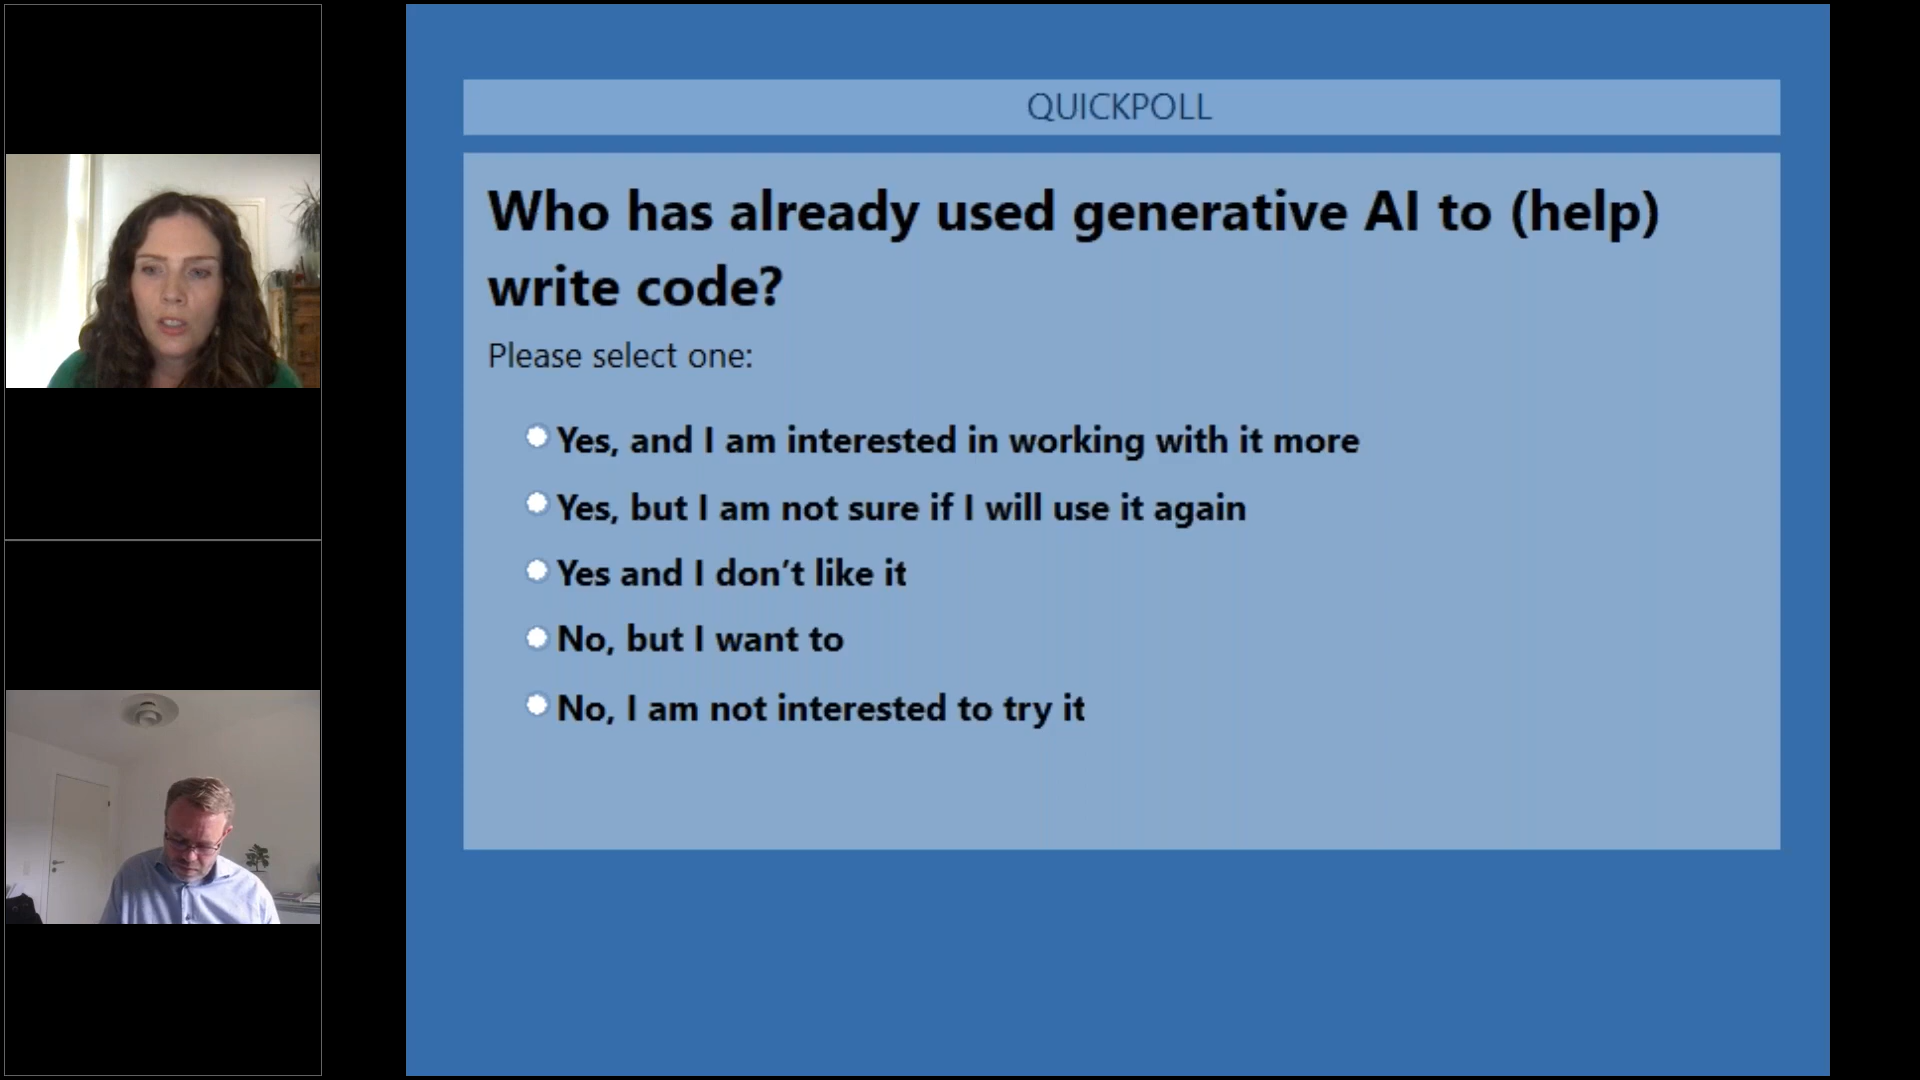 QUICKPOLL
Who has already used generative AI to (help)
write code?
Please select one:
Yes, and I am interested in working with it more
Yes, but I am not sure if I will use it again
Yes and I don’t like it
No, but I want to
No, I am not interested to try it